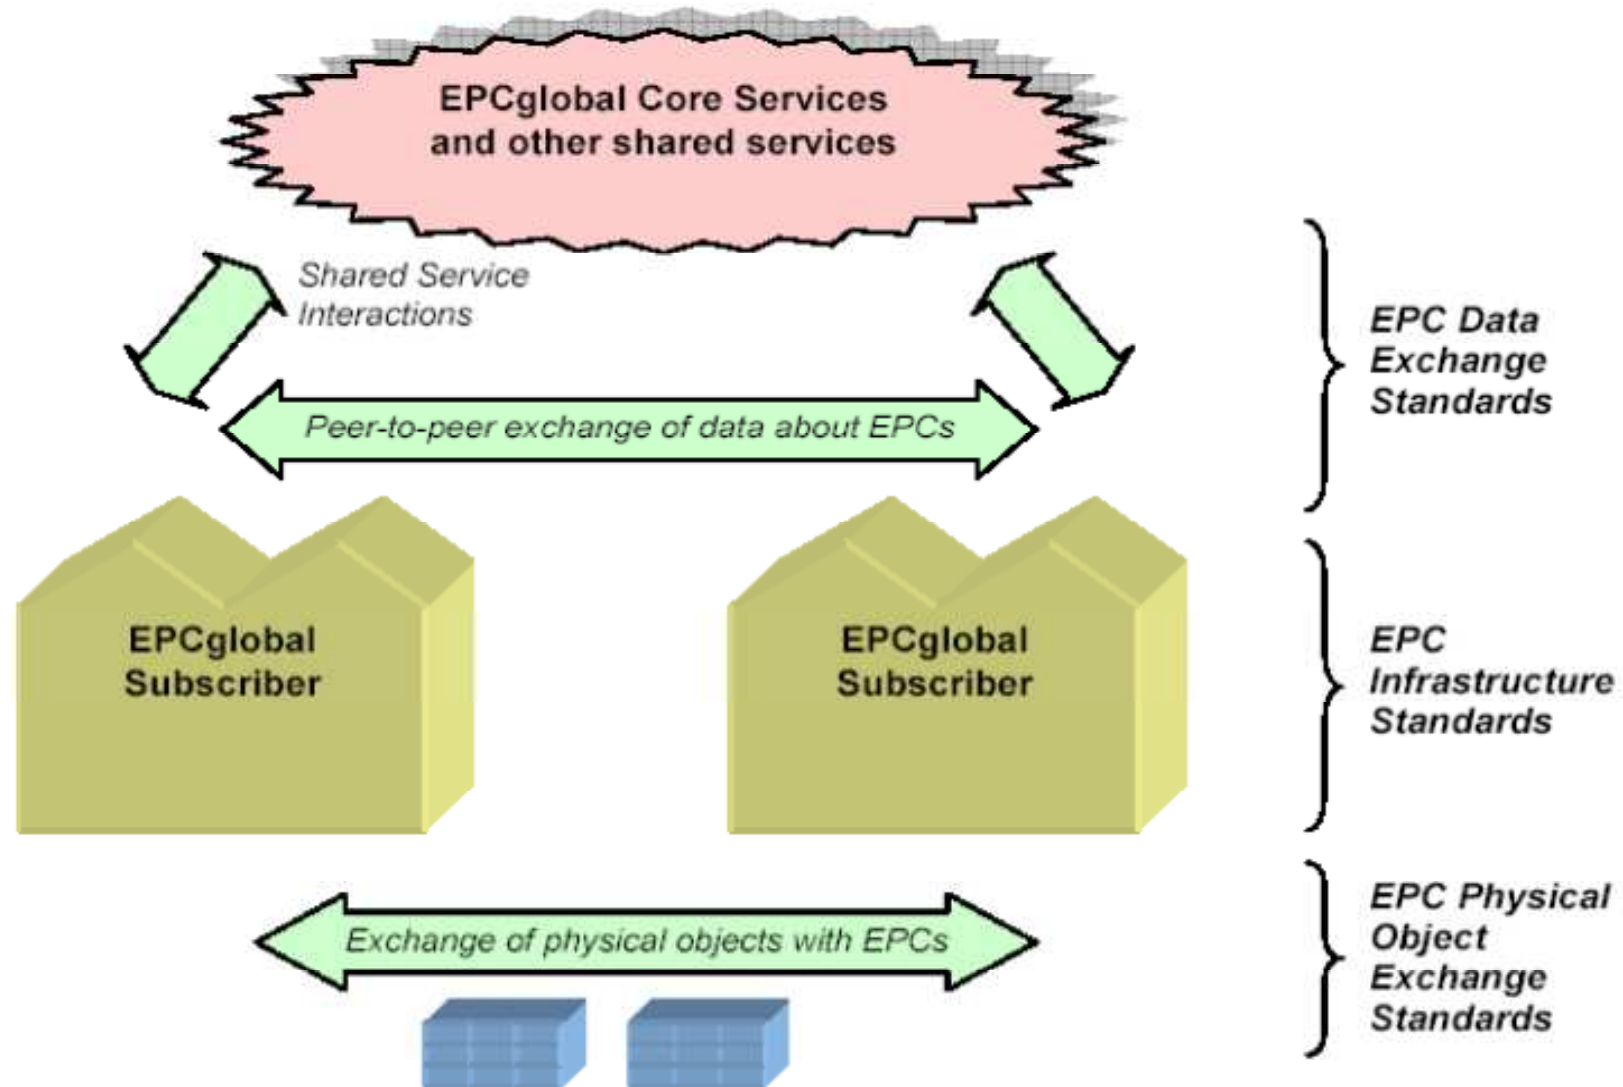 EPCglobal Core Services
and other shared services
Shared Service
Interactions
Peer-to-peer exchange of data about EPCs
EPC Data
Exchange
Standards
EPCglobal
Subscriber
EPCglobal
Subscriber
EPC
Infrastructure
Standards
Exchange of physical objects with EPCs
EPC Physical
Object
Exchange
Standards